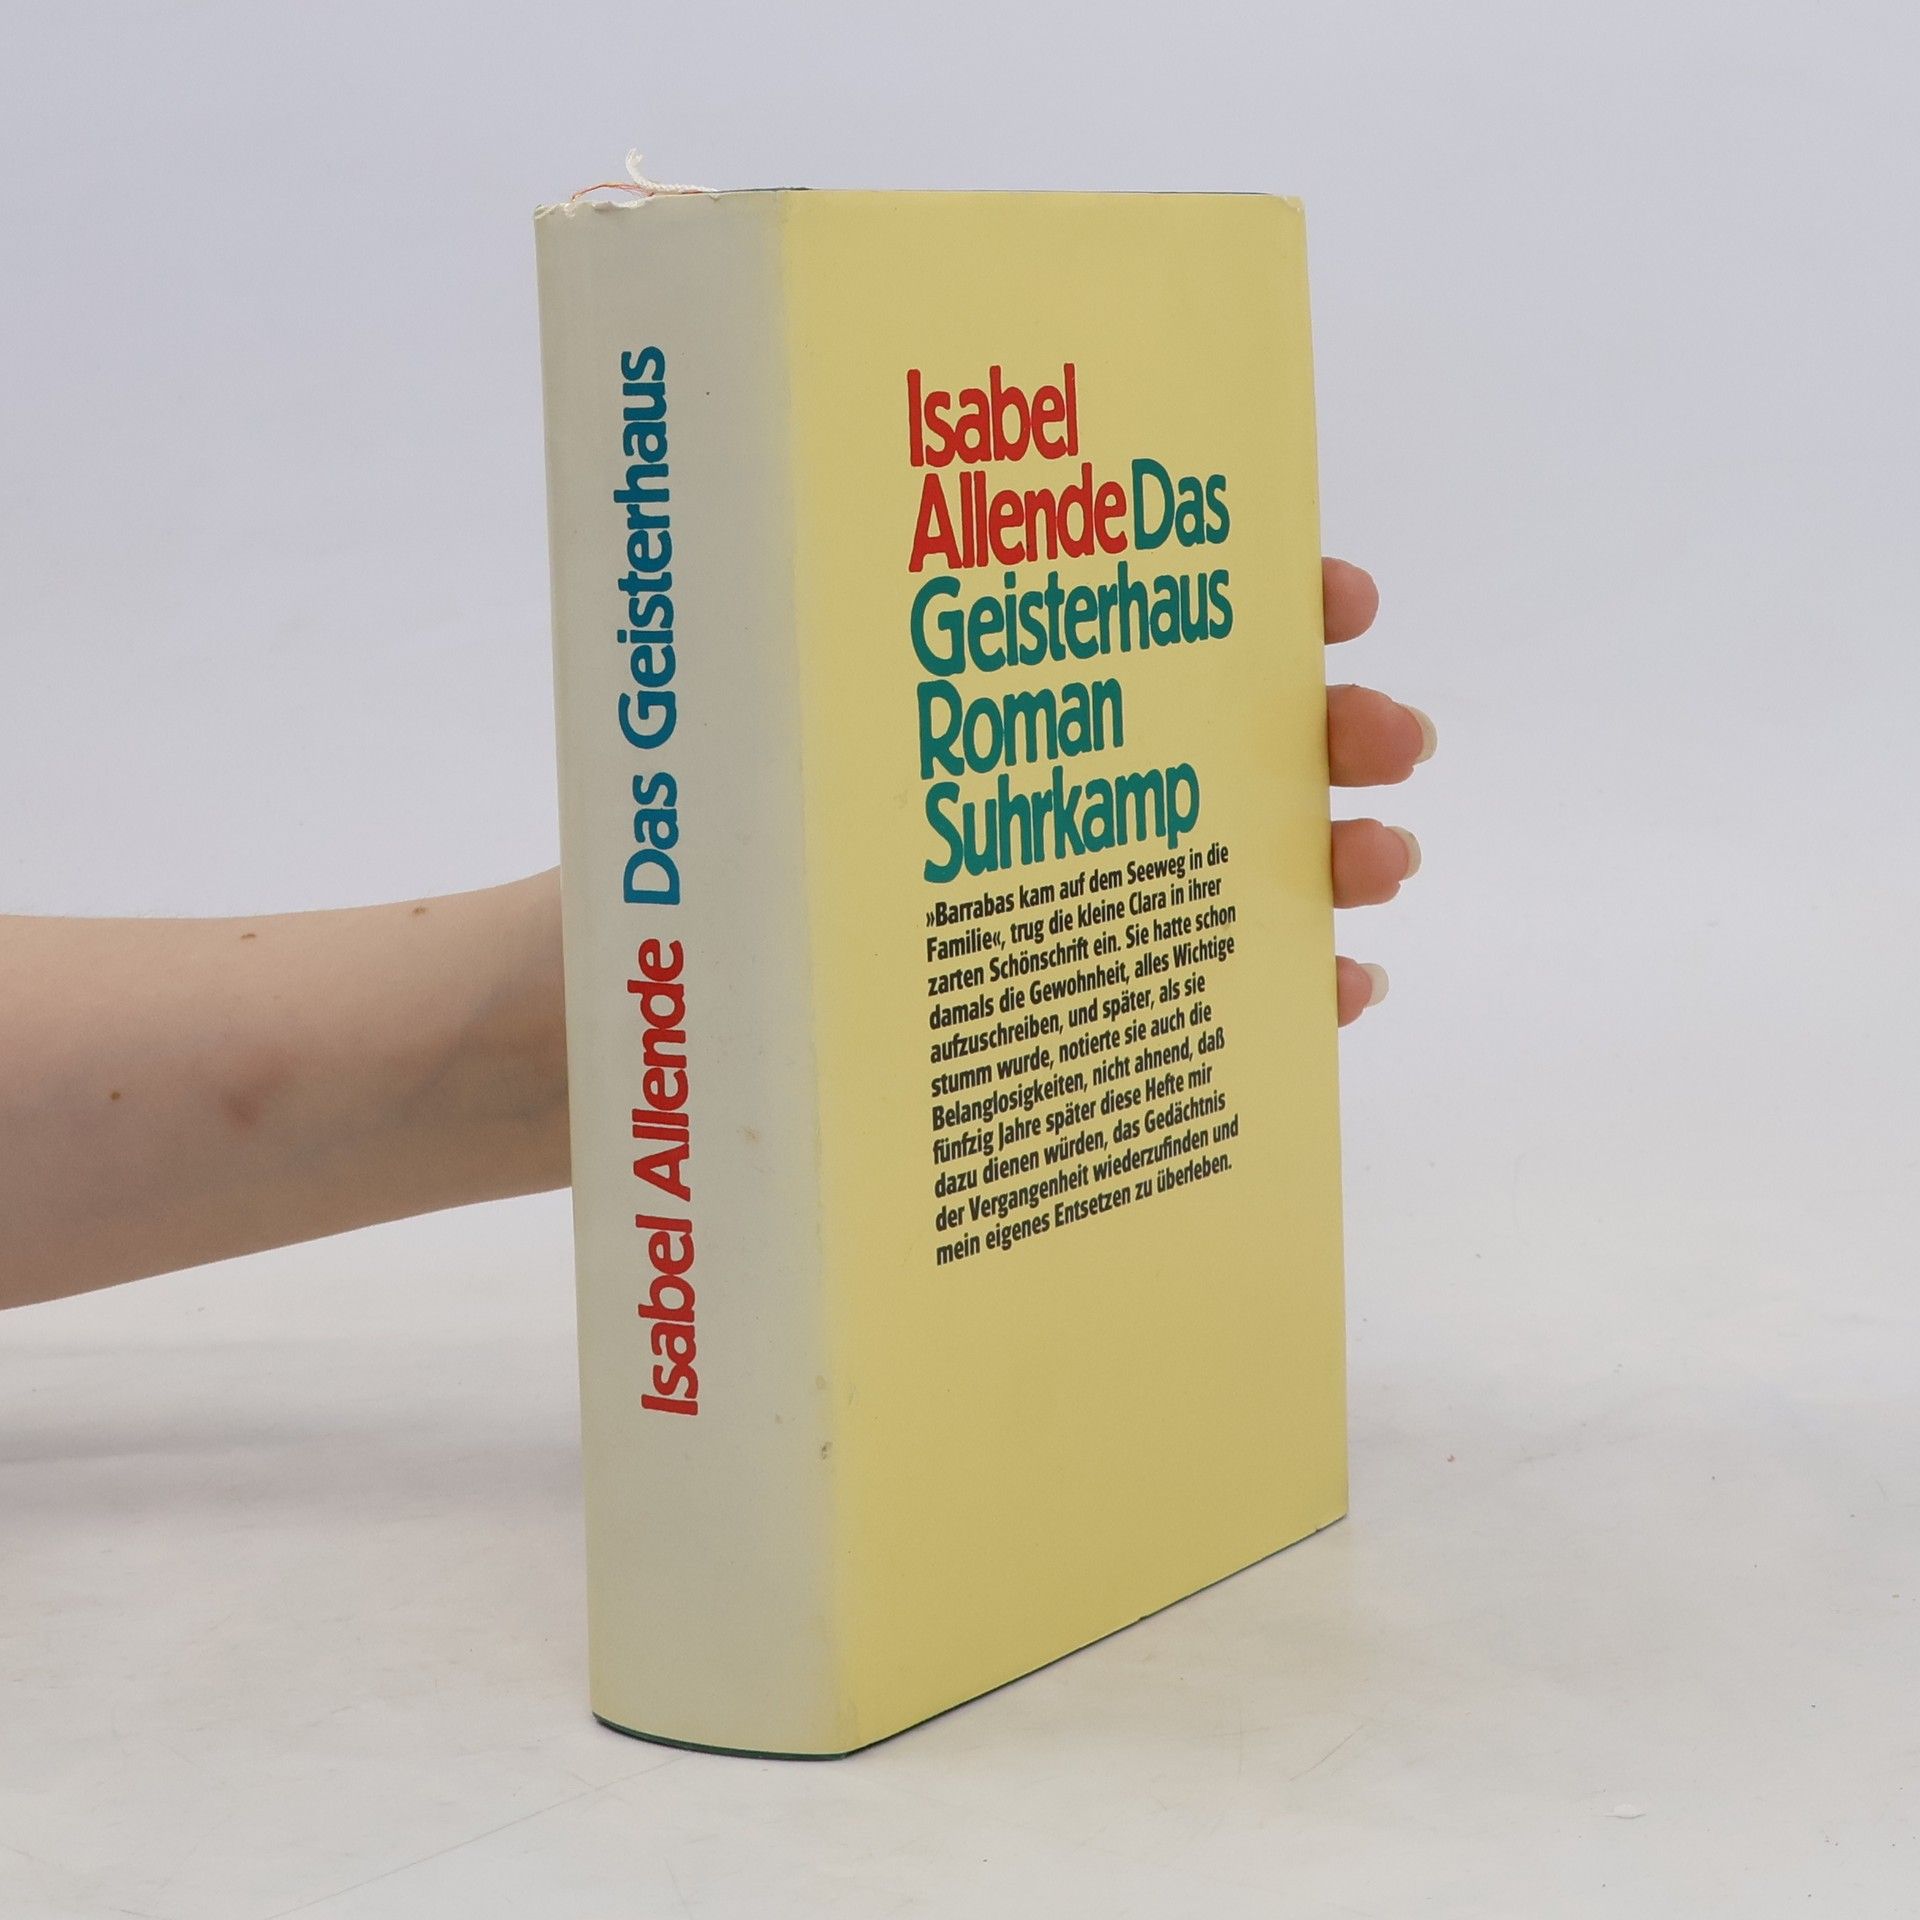 Isabel Allende Das Geisterhaus
Isabel
Allende Das
Geisterhaus
Roman
Suhrkamp
»Barrabas kam auf dem Seeweg in die
Familie«, trug die kleine Clara in ihrer
zarten Schönschrift ein. Sie hatte schon
damals die Gewohnheit, alles Wichtige
aufzuschreiben, und später, als sie
stumm wurde, notierte sie auch die
Belanglosigkeiten, nicht ahnend, daß
fünfzig Jahre später diese Hefte mir
dazu dienen würden, das Gedächtnis
der Vergangenheit wiederzufinden und
mein eigenes Entsetzen zu überleben.